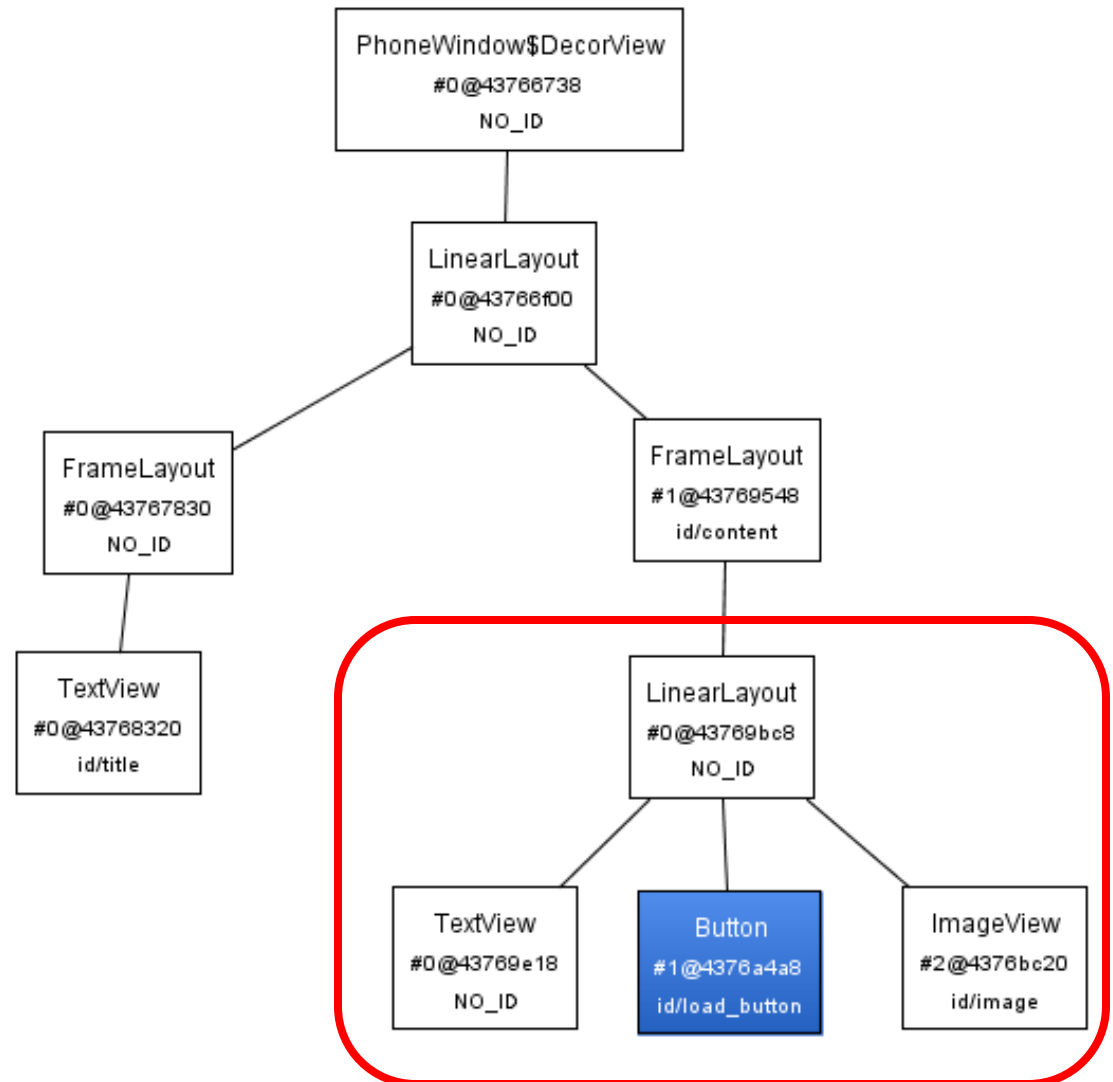 PhoneWindow$DecorView
#0@43766738
NO_ID
LinearLayout
#0@43766f00
NO_ID
FrameLayout
#0@43767830
NO_ID
FrameLayout
#1@43769548
id/content
TextView
#0@43768320
id/title
LinearLayout
#0@43769bc8
NO_ID
TextView
#0@43769e18
NO_ID
Button
#1@4376a4a8
id/load_button
ImageView
#2@4376bc20
id/image